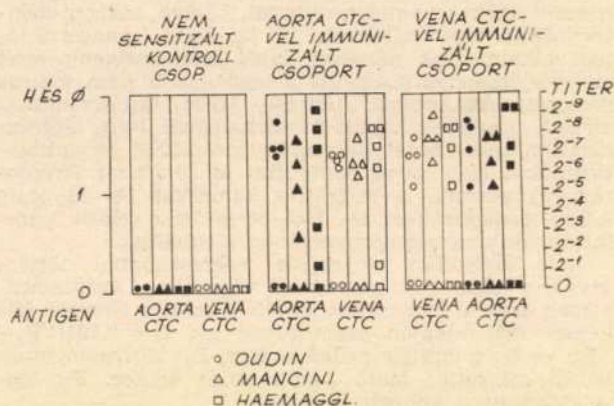 NEM
SENSITIZÁLT
KONTROLL
CSOP.
AORTA CTC-
VEL IMMUNI-
ZÁLT
CSOPORT
VENA CTC-
VEL IMMUNI-
ZÁLT
CSOPORT
H ÉS Ø
1
0
TITER
2-9
2-8
2-7
2-6
2-5
2-4
2-3
2-2
2-1
0
ANTIGEN
AORTA
CTC
VENA
CTC
AORTA
CTC
VENA
CTC
VENA
CTC
AORTA
CTC
OUDIN
MANCINI
HAEMAGGL.